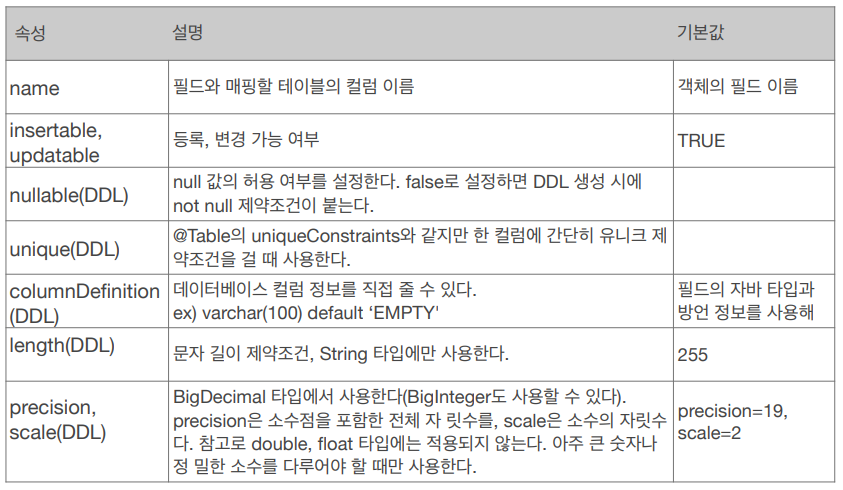 속성 설명 기본값
name 필드와 매핑할 테이블의 컬럼 이름 객체의 필드 이름
insertable,
updatable 등록, 변경 가능 여부 TRUE
nullable(DDL) null 값의 허용 여부를 설정한다. false로 설정하면 DDL 생성 시에
not null 제약조건이 붙는다.
unique(DDL) @Table의 uniqueConstraints와 같지만 한 컬럼에 간단히 유니크 제
약조건을 걸 때 사용한다.
columnDefinition
(DDL) 데이터베이스 컬럼 정보를 직접 줄 수 있다.
ex) varchar(100) default ‘EMPTY'
필드의 자바 타입과
방언 정보를 사용해
length(DDL) 문자 길이 제약조건, String 타입에만 사용한다. 255
precision,
scale(DDL)
BigDecimal 타입에서 사용한다(BigInteger도 사용할 수 있다).
precision은 소수점을 포함한 전체 자 릿수를, scale은 소수의 자릿수
다. 참고로 double, float 타입에는 적용되지 않는다. 아주 큰 숫자나
정 밀한 소수를 다루어야 할 때만 사용한다.
precision=19,
scale=2